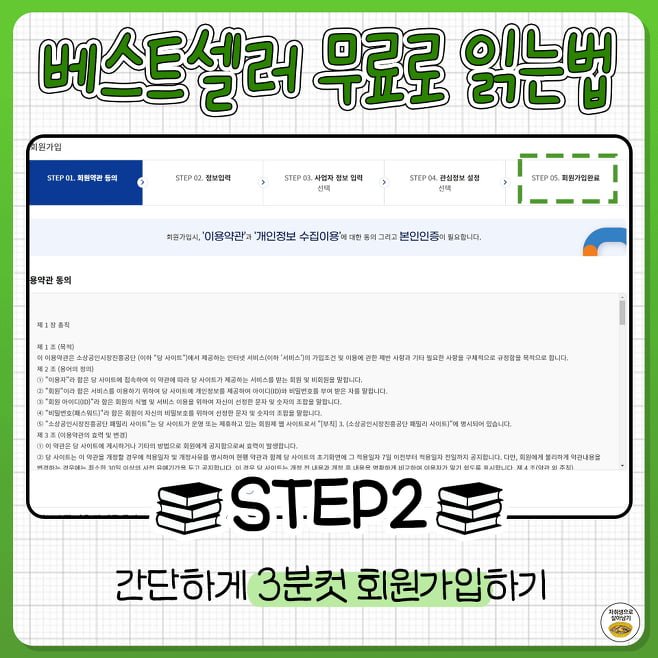 베스트셀러 무료로 읽는법
회원가입
STEP 01. 회원약관 동의
STEP 02. 정보입력
STEP 03. 사업자 정보 입력
선택
STEP 04. 관심정보 설정
선택
STEP 05. 회원가입완료
회원가입시, '이용약관'과 '개인정보 수집이용'에 대한 동의 그리고 본인인증이 필요합니다.
용약관 동의
제 1 장 총칙
제 1 조 (목적)
이 이용약관은 소상공인시장진흥공단 (이하 "당 사이트")에서 제공하는 인터넷 서비스(이하 '서비스')의 가입조건 및 이용에 관한 제반 사항과 기타 필요한 사항을 구체적으로 규정함을 목적으로 합니다.
제 2 조 (용어의 정의)
① "이용자"라 함은 당 사이트에 접속하여 이 약관에 따라 당 사이트가 제공하는 서비스를 받는 회원 및 비회원을 말합니다.
② "회원"이라 함은 서비스를 이용하기 위하여 당 사이트에 개인정보를 제공하여 아이디(ID)와 비밀번호를 부여 받은 자를 말합니다.
③ "회원 아이디(ID)"라 함은 회원의 식별 및 서비스 이용을 위하여 자신이 선정한 문자 및 숫자의 조합을 말합니다.
④ "비밀번호(패스워드)"라 함은 회원이 자신의 비밀보호를 위하여 선정한 문자 및 숫자의 조합을 말합니다.
⑤ "소상공인시장진흥공단 패밀리 사이트"는 당 사이트가 운영 또는 제휴하고 있는 회원제 웹 사이트로서 "[부칙] 3. (소상공인시장진흥공단 패밀리 사이트)"에 명시되어 있습니다.
제 3 조 (이용약관의 효력 및 변경)
① 이 약관은 당 사이트에 게시하거나 기타의 방법으로 회원에게 공지함으로써 효력이 발생합니다.
② 당 사이트는 이 약관을 개정할 경우에 적용일자 및 개정사유를 명시하여 현행 약관과 함께 당 사이트의 초기화면에 그 적용일자 7일 이전부터 적용일자 전일까지 공지합니다. 다만, 회원에게 불리하게 약관내용을
변경하는 경우에는 최소한 30일 이상의 사전 유예기간을 두고 공지합니다.
STEP2
간단하게 3분컷 회원가입하기
자취생으로
살아남기